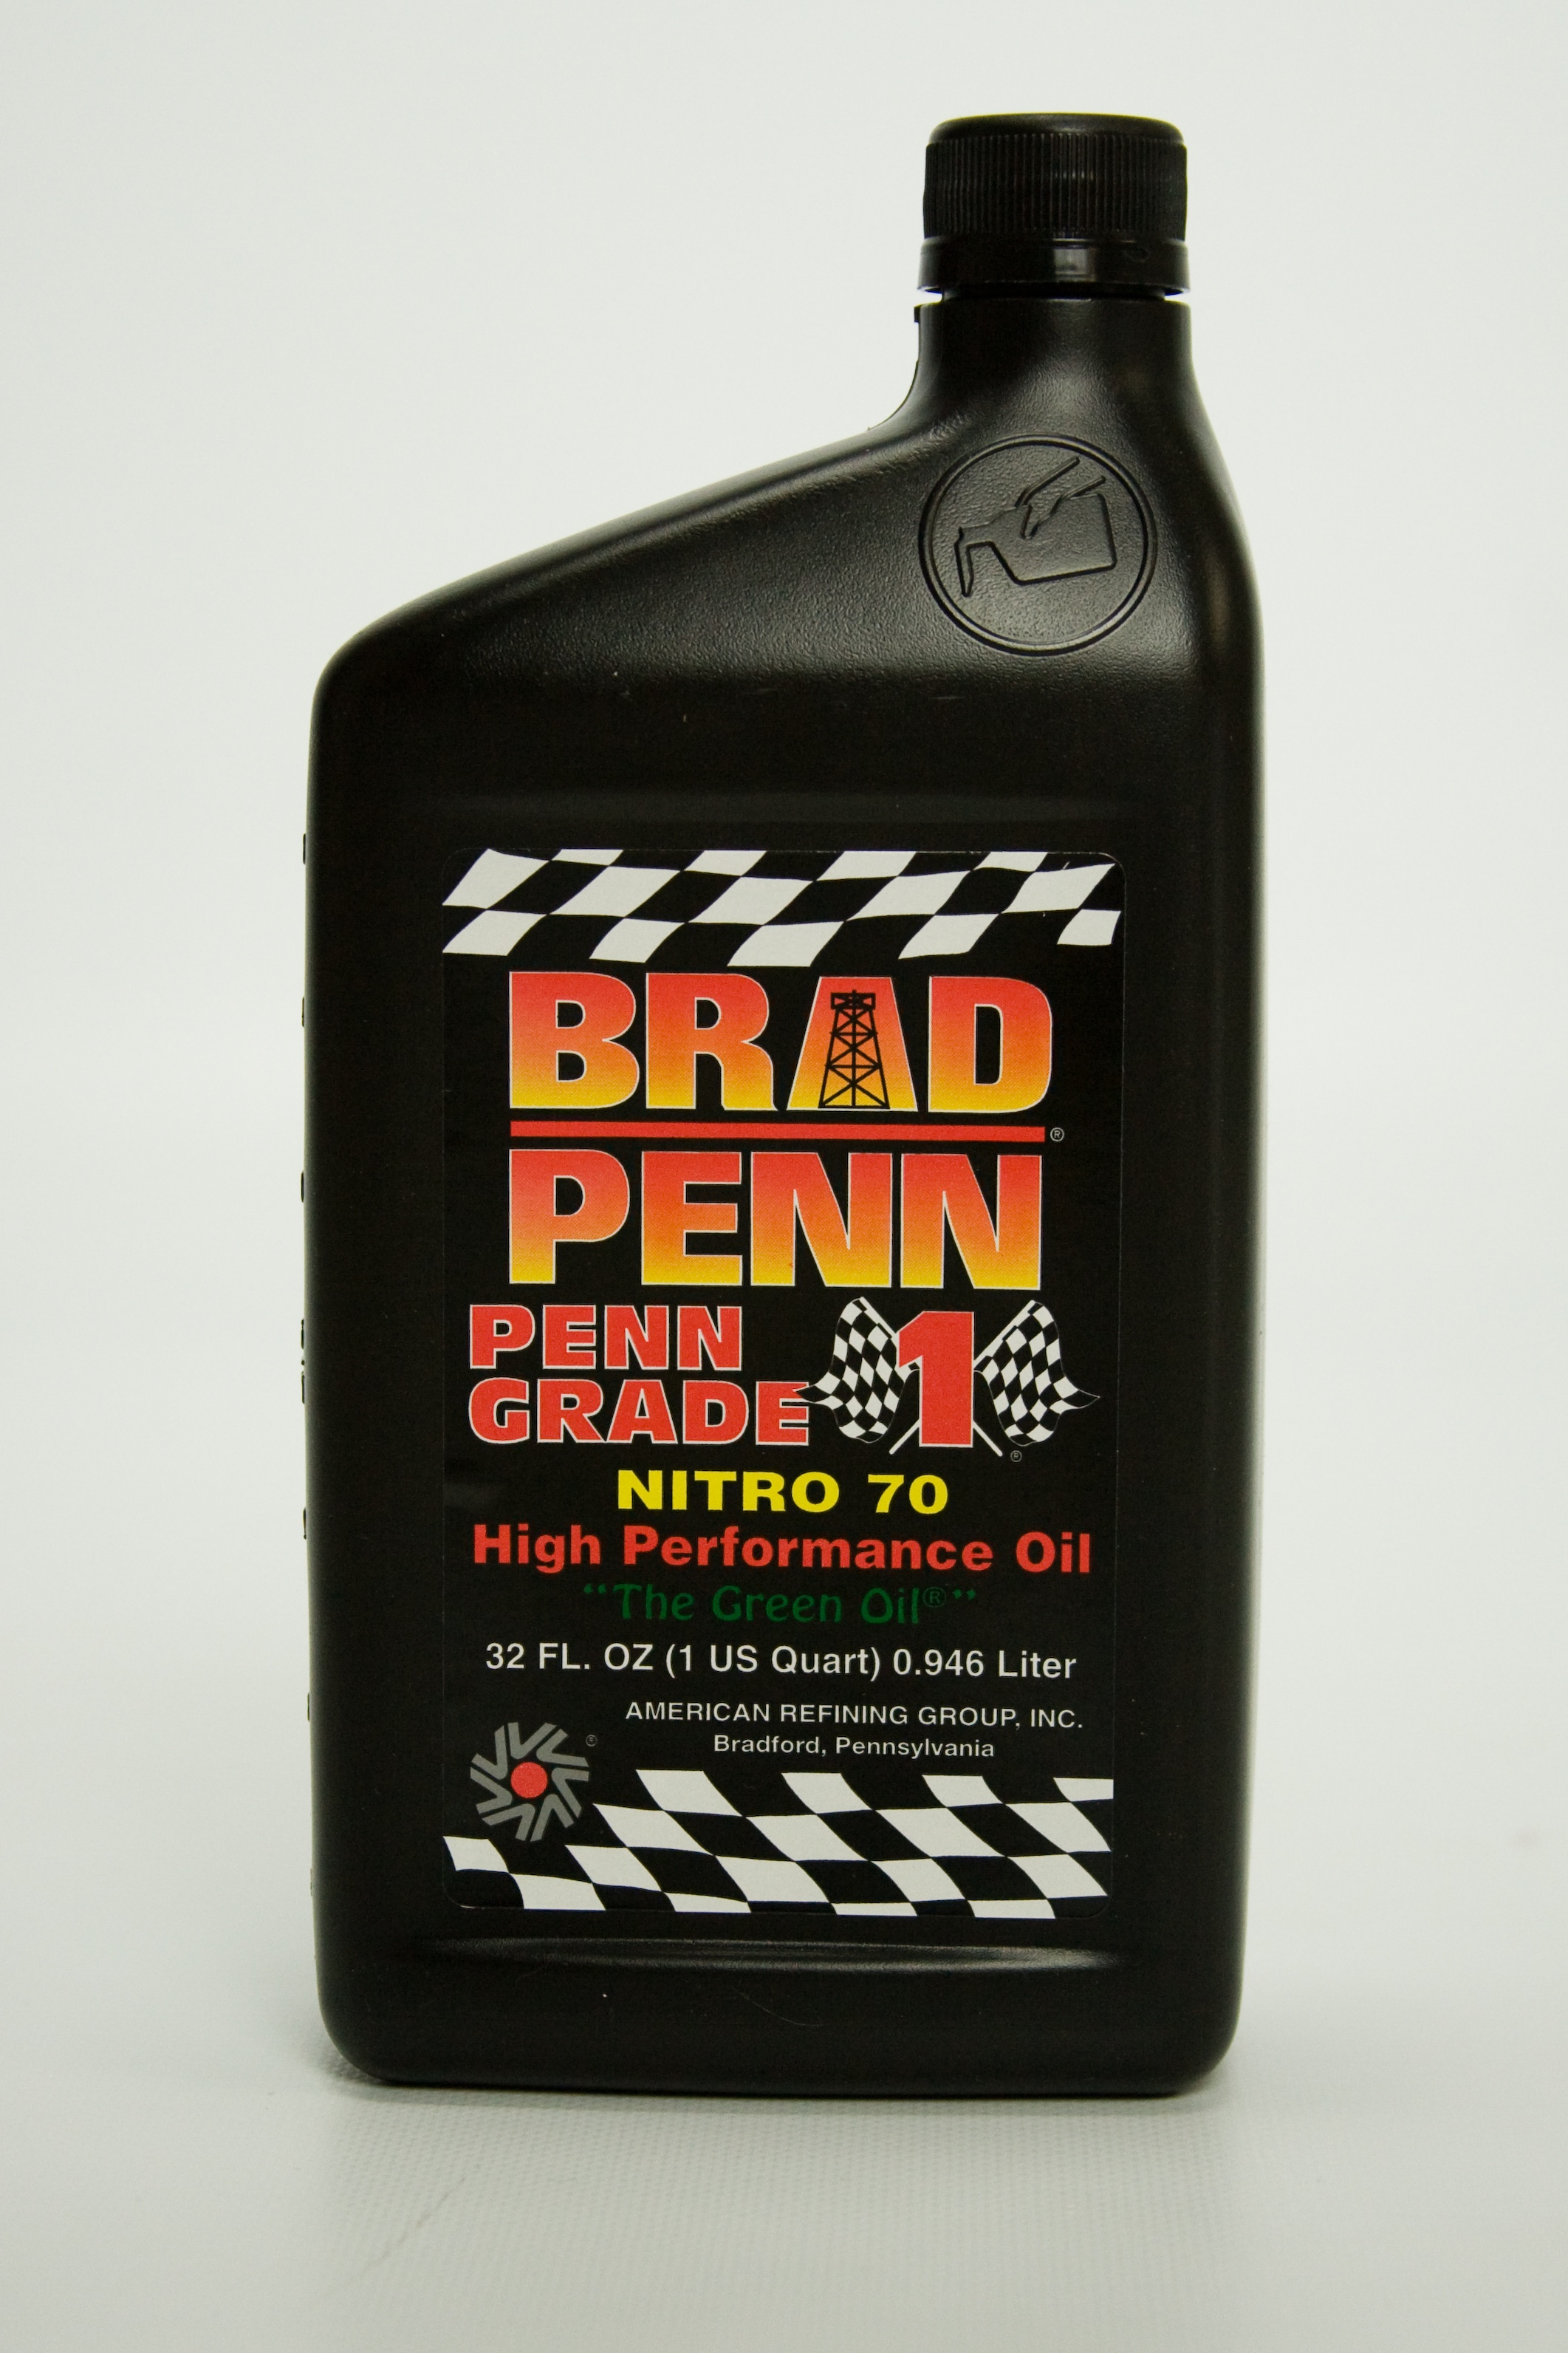 BRAD
®
PENN
PENN
GRADE 1
®
NITRO 70
High Performance Oil
“The Green Oil®”
32 FL. OZ (1 US Quart) 0.946 Liter
AMERICAN REFINING GROUP, INC.
Bradford, Pennsylvania
®